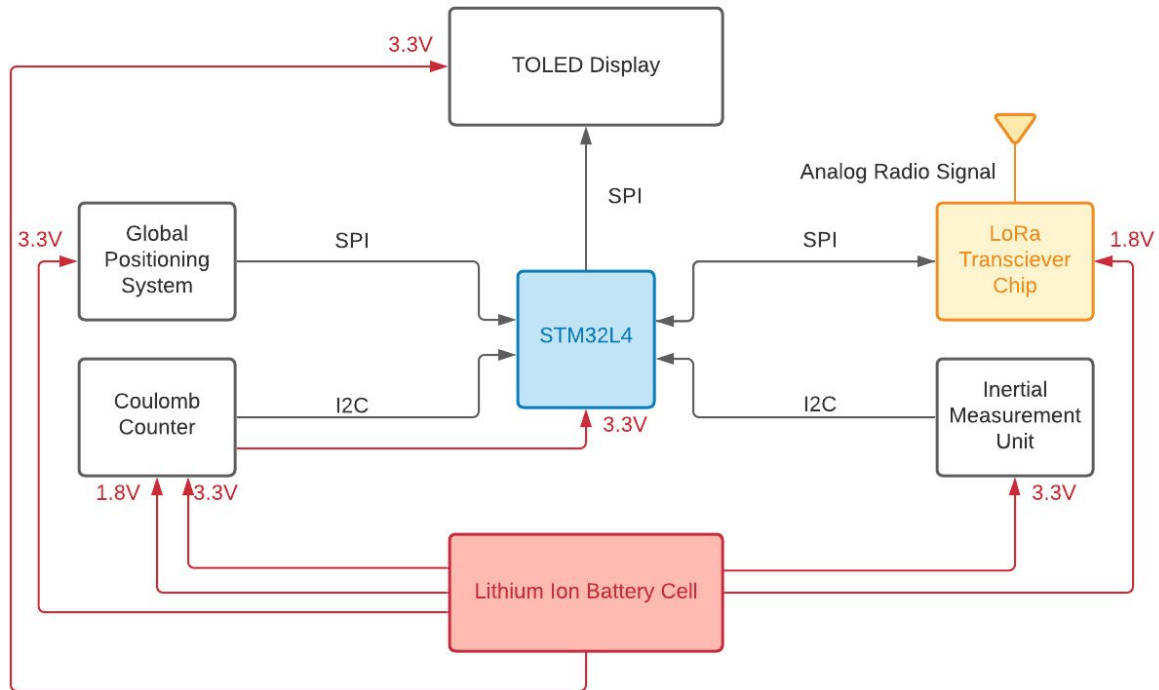 3.3V
TOLED Display
Analog Radio Signal
SPI
3.3V
Global
Positioning
System
SPI
SPI
LoRa
Transciever
Chip
1.8V
STM32L4
Coulomb
Counter
I2C
3.3V
I2C
Inertial
Measurement
Unit
1.8V
3.3V
3.3V
Lithium Ion Battery Cell